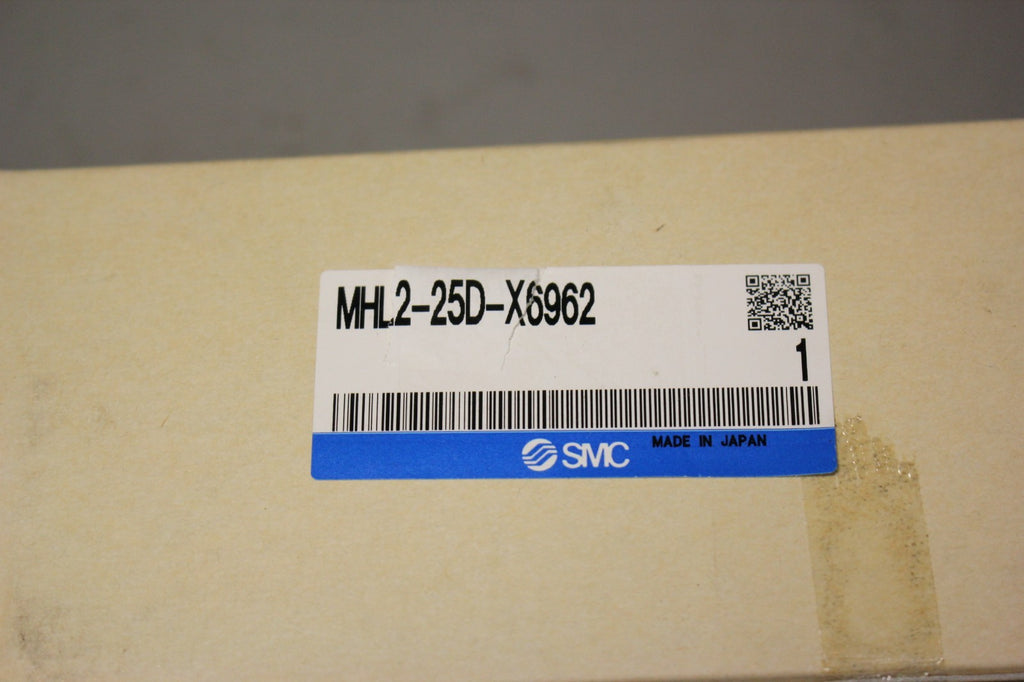 MHL2-25D-X6962
1
SMC MADE IN JAPAN